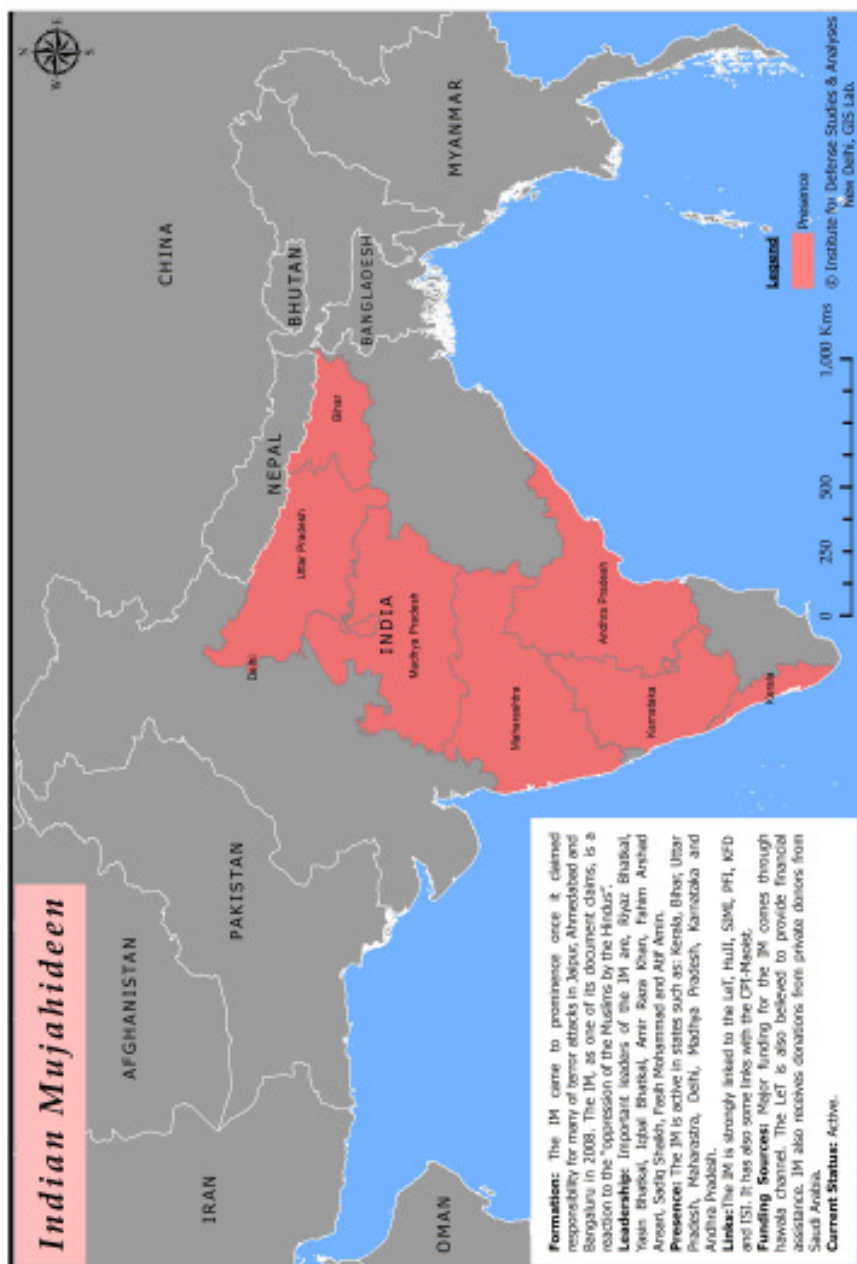 Indian Mujahideen
N
W
E
S
CHINA
AFGHANISTAN
IRAN
PAKISTAN
NEPAL
BHUTAN
BANGLADESH
MYANMAR
OMAN
INDIA
Delhi
Uttar Pradesh
Bihar
Madhya Pradesh
Maharashtra
Andhra Pradesh
Karnataka
Kerala
Formation: The IM came to prominence once it claimed
responsibility for many of terror attacks in Jaipur, Ahmedabad and
Bengaluru in 2008. The IM, as one of its document claims, is a
reaction to the "oppression of the Muslims by the Hindus".
Leadership: Important leaders of the IM are, Riyaz Bhatkal,
Yasin Bhatkal, Iqbal Bhatkal, Amir Raza Khan, Fahim Arshad
Ansari, Sadiq Shaikh, Fasih Mohammad and Atif Amin.
Presence: The IM is active in states such as: Kerala, Bihar, Uttar
Pradesh, Maharastra, Delhi, Madhya Pradesh, Karnataka and
Andhra Pradesh.
Links:The IM is strongly linked to the LeT, HuJI, SIMI, PFI, KFD
and ISI. It has also some links with the CPI-Maoist.
Funding Sources: Major funding for the IM comes through
hawala channel. The LeT is also believed to provide financial
assistance. IM also receives donations from private donors from
Saudi Arabia.
Current Status: Active.
Legend
Presence
0 250 500 1,000 Kms
© Institute for Defense Studies & Analyses
New Delhi, GIS Lab.